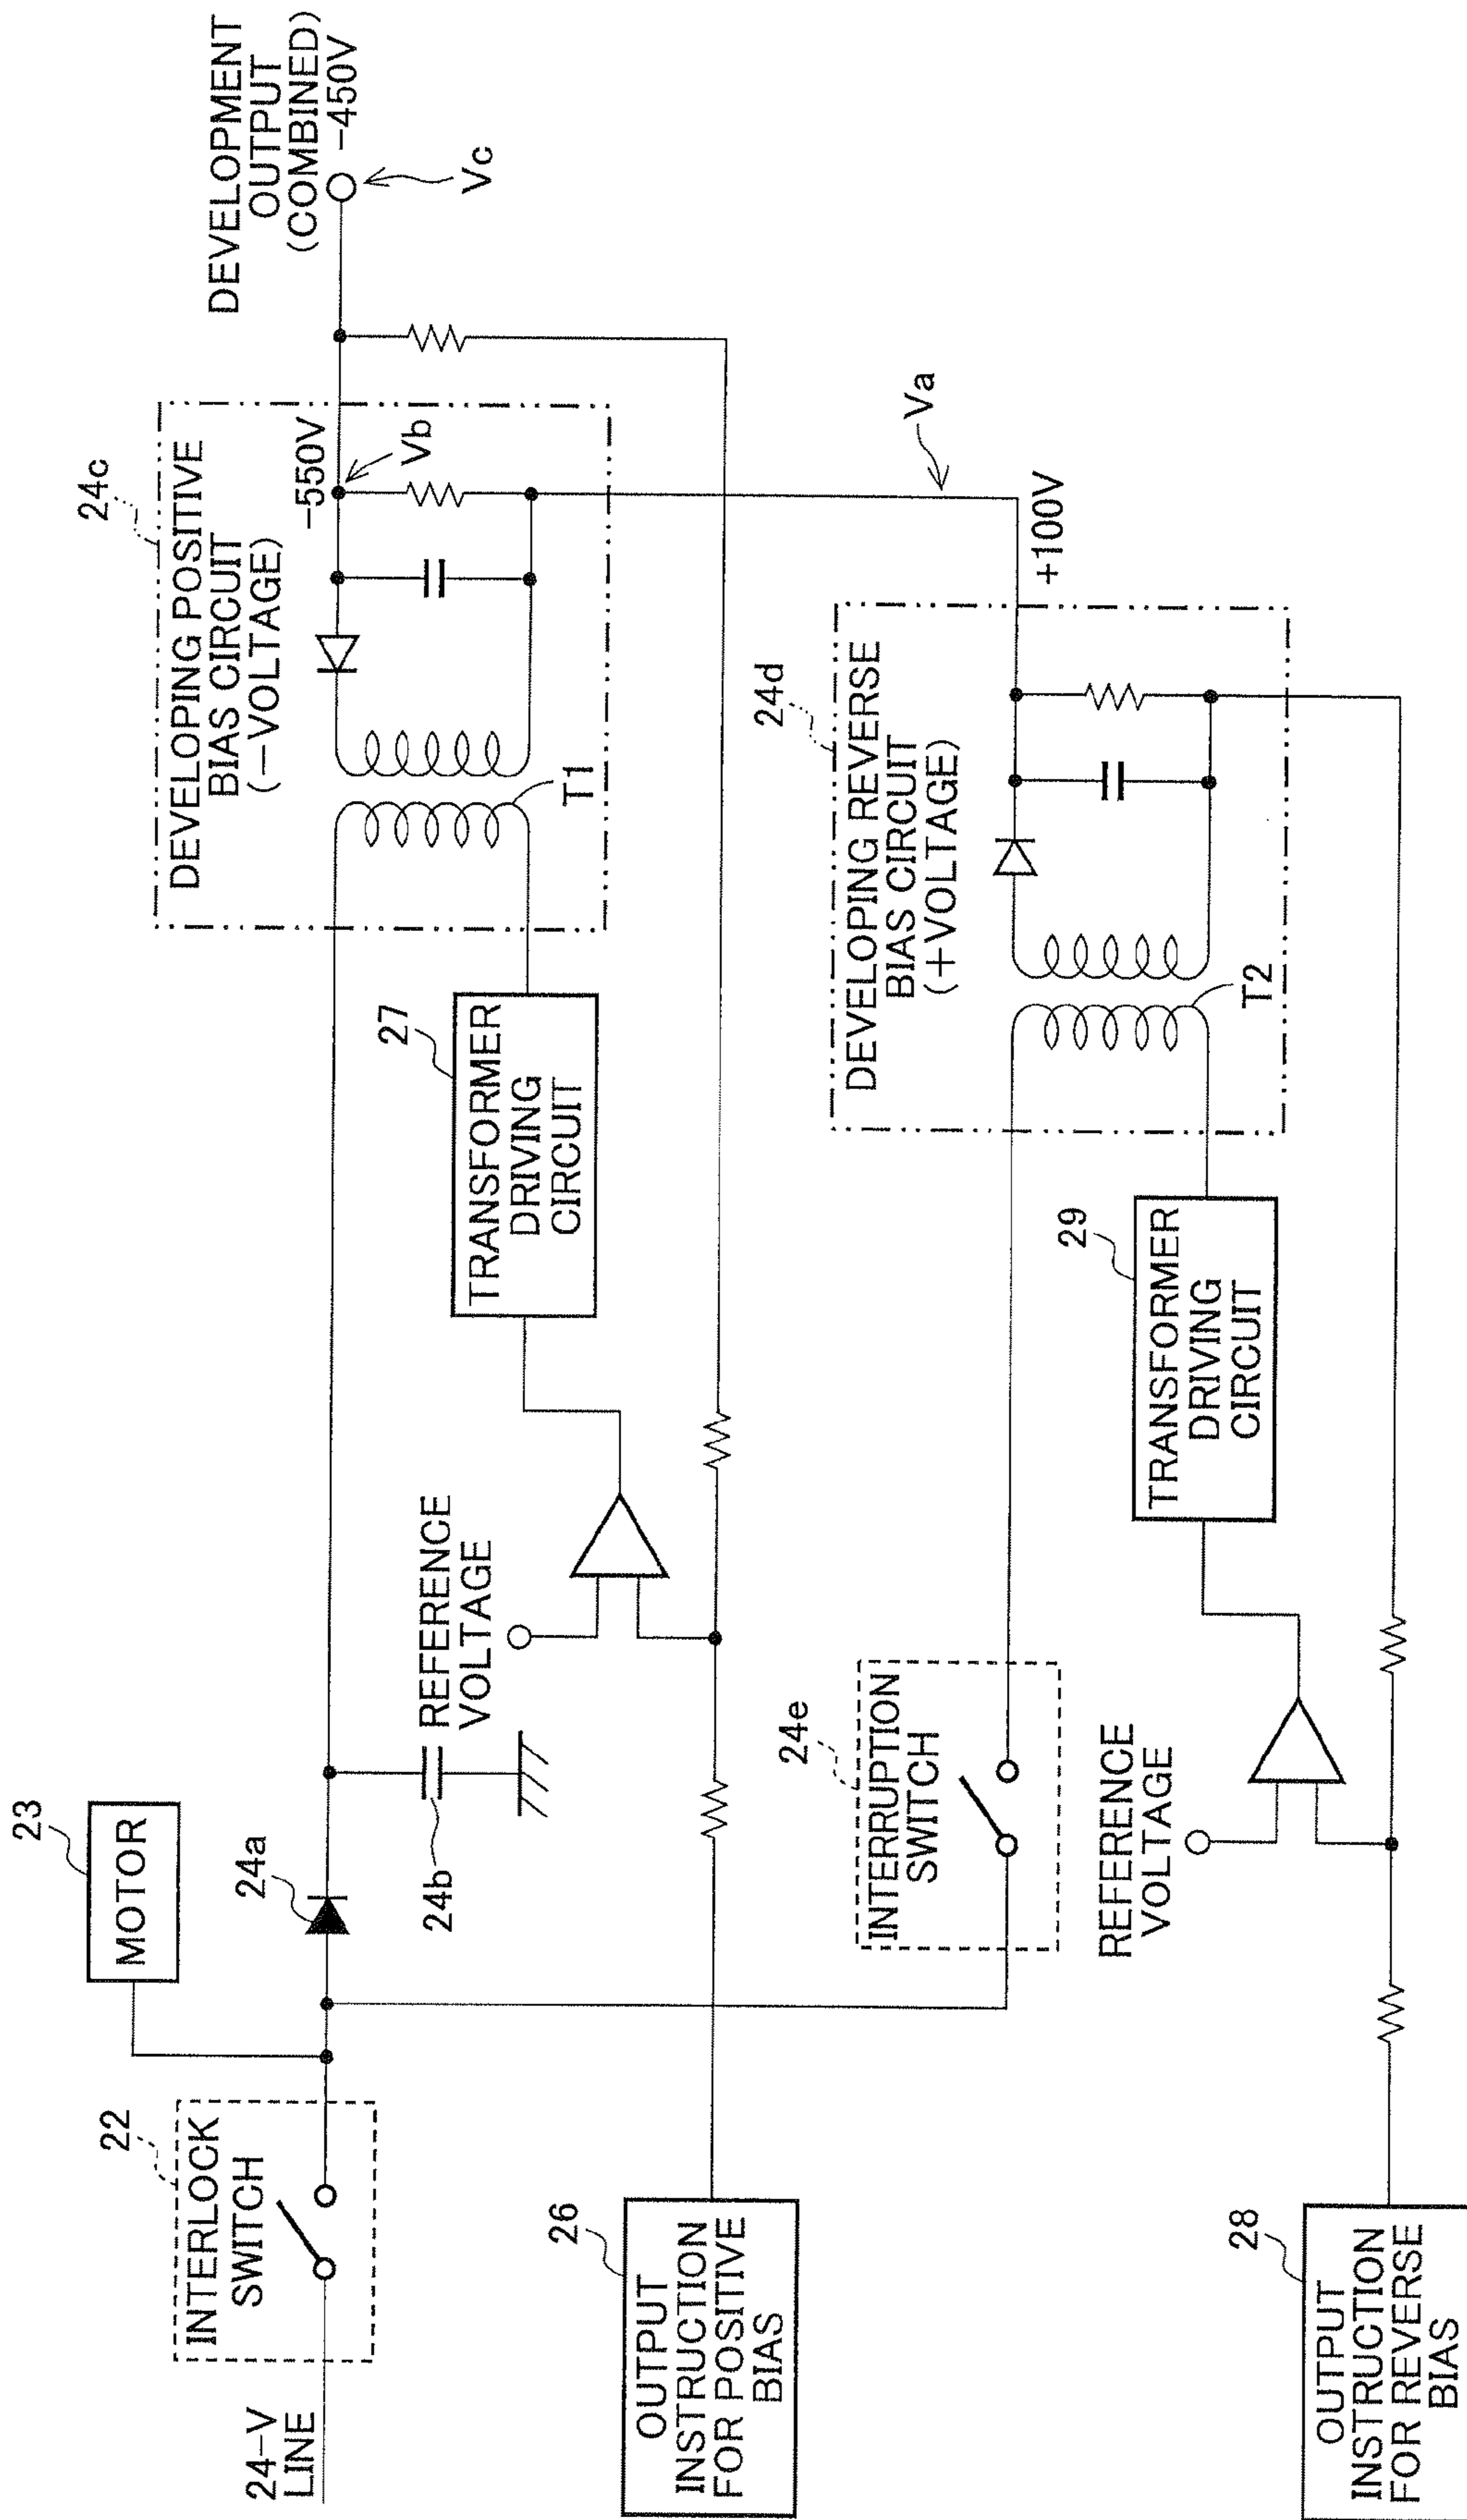 24-V
LINE
22
INTERLOCK
SWITCH
23
MOTOR
24a
24b
REFERENCE
VOLTAGE
24c
DEVELOPING POSITIVE
BIAS CIRCUIT
(−VOLTAGE)
T1
−550V
Vb
DEVELOPMENT
OUTPUT
(COMBINED)
−450V
Vc
27
TRANSFORMER
DRIVING
CIRCUIT
26
OUTPUT
INSTRUCTION
FOR POSITIVE
BIAS
24e
INTERRUPTION
SWITCH
24d
DEVELOPING REVERSE
BIAS CIRCUIT
(+VOLTAGE)
T2
+100V
Va
29
TRANSFORMER
DRIVING
CIRCUIT
REFERENCE
VOLTAGE
28
OUTPUT
INSTRUCTION
FOR REVERSE
BIAS